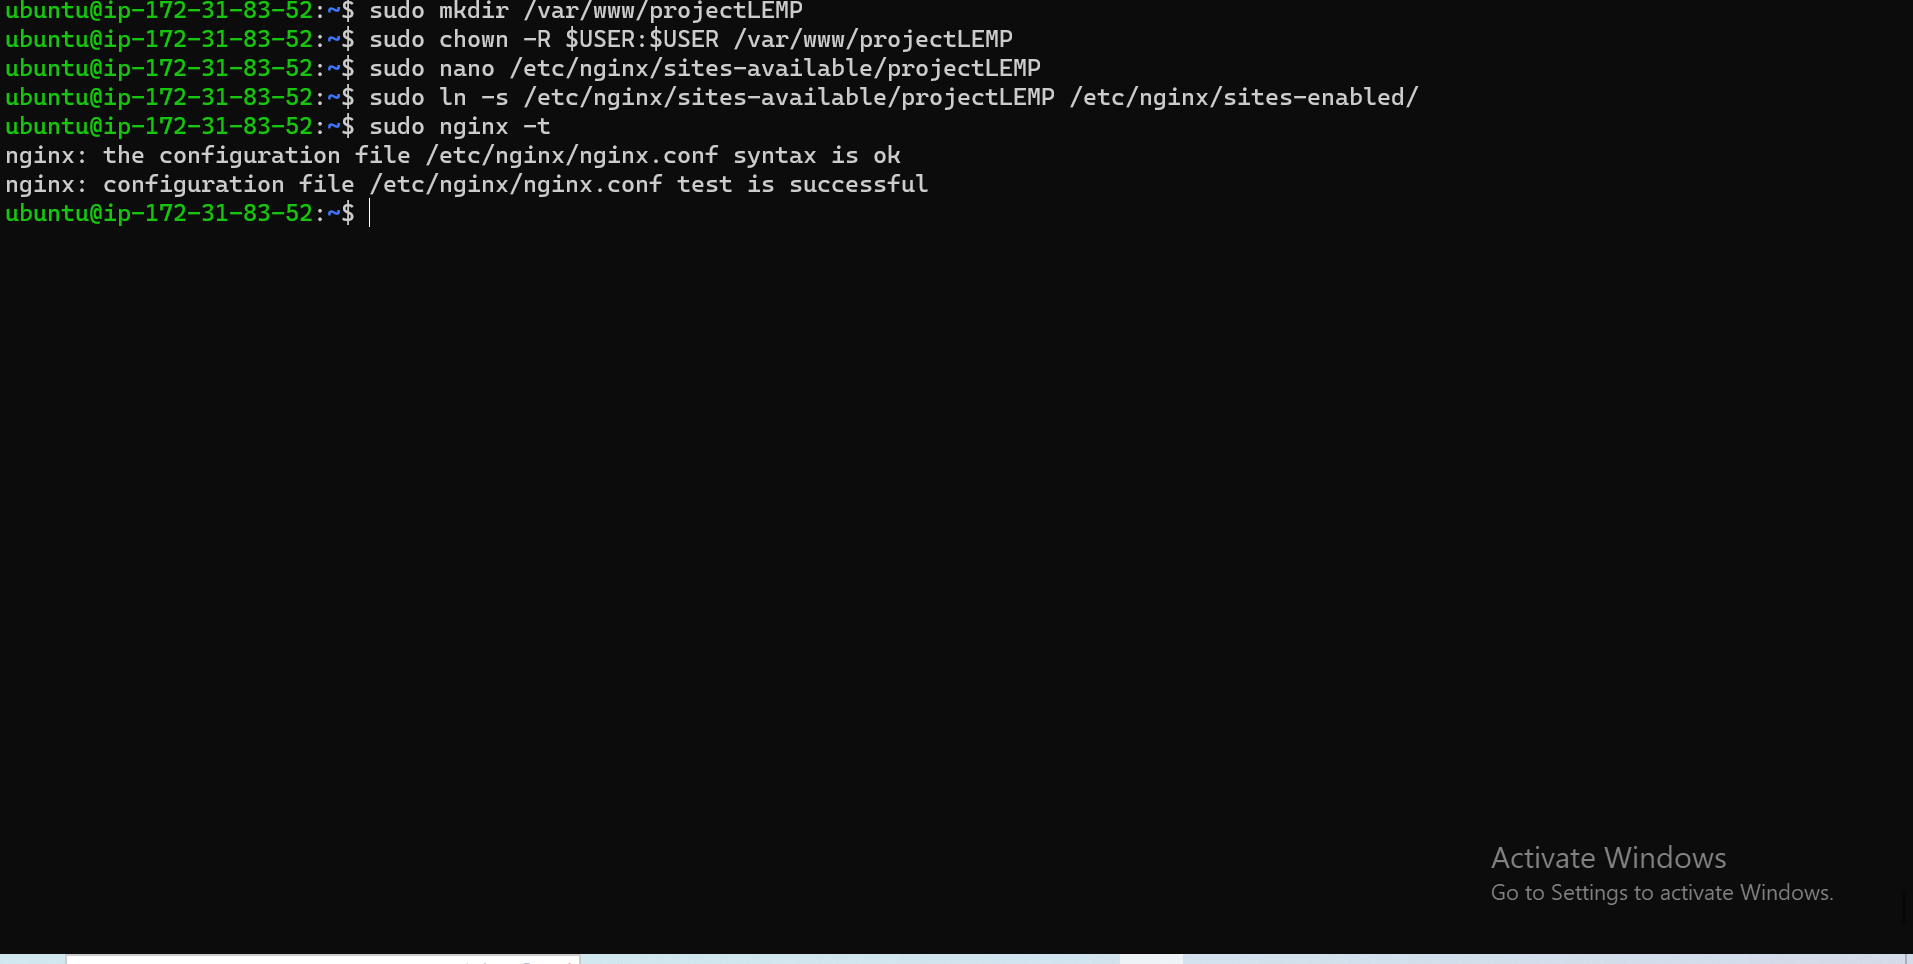 ubuntu@ip-172-31-83-52:~$ sudo mkdir /var/www/projectLEMP
ubuntu@ip-172-31-83-52:~$ sudo chown -R $USER:$USER /var/www/projectLEMP
ubuntu@ip-172-31-83-52:~$ sudo nano /etc/nginx/sites-available/projectLEMP
ubuntu@ip-172-31-83-52:~$ sudo ln -s /etc/nginx/sites-available/projectLEMP /etc/nginx/sites-enabled/
ubuntu@ip-172-31-83-52:~$ sudo nginx -t
nginx: the configuration file /etc/nginx/nginx.conf syntax is ok
nginx: configuration file /etc/nginx/nginx.conf test is successful
ubuntu@ip-172-31-83-52:~$
Activate Windows
Go to Settings to activate Windows.